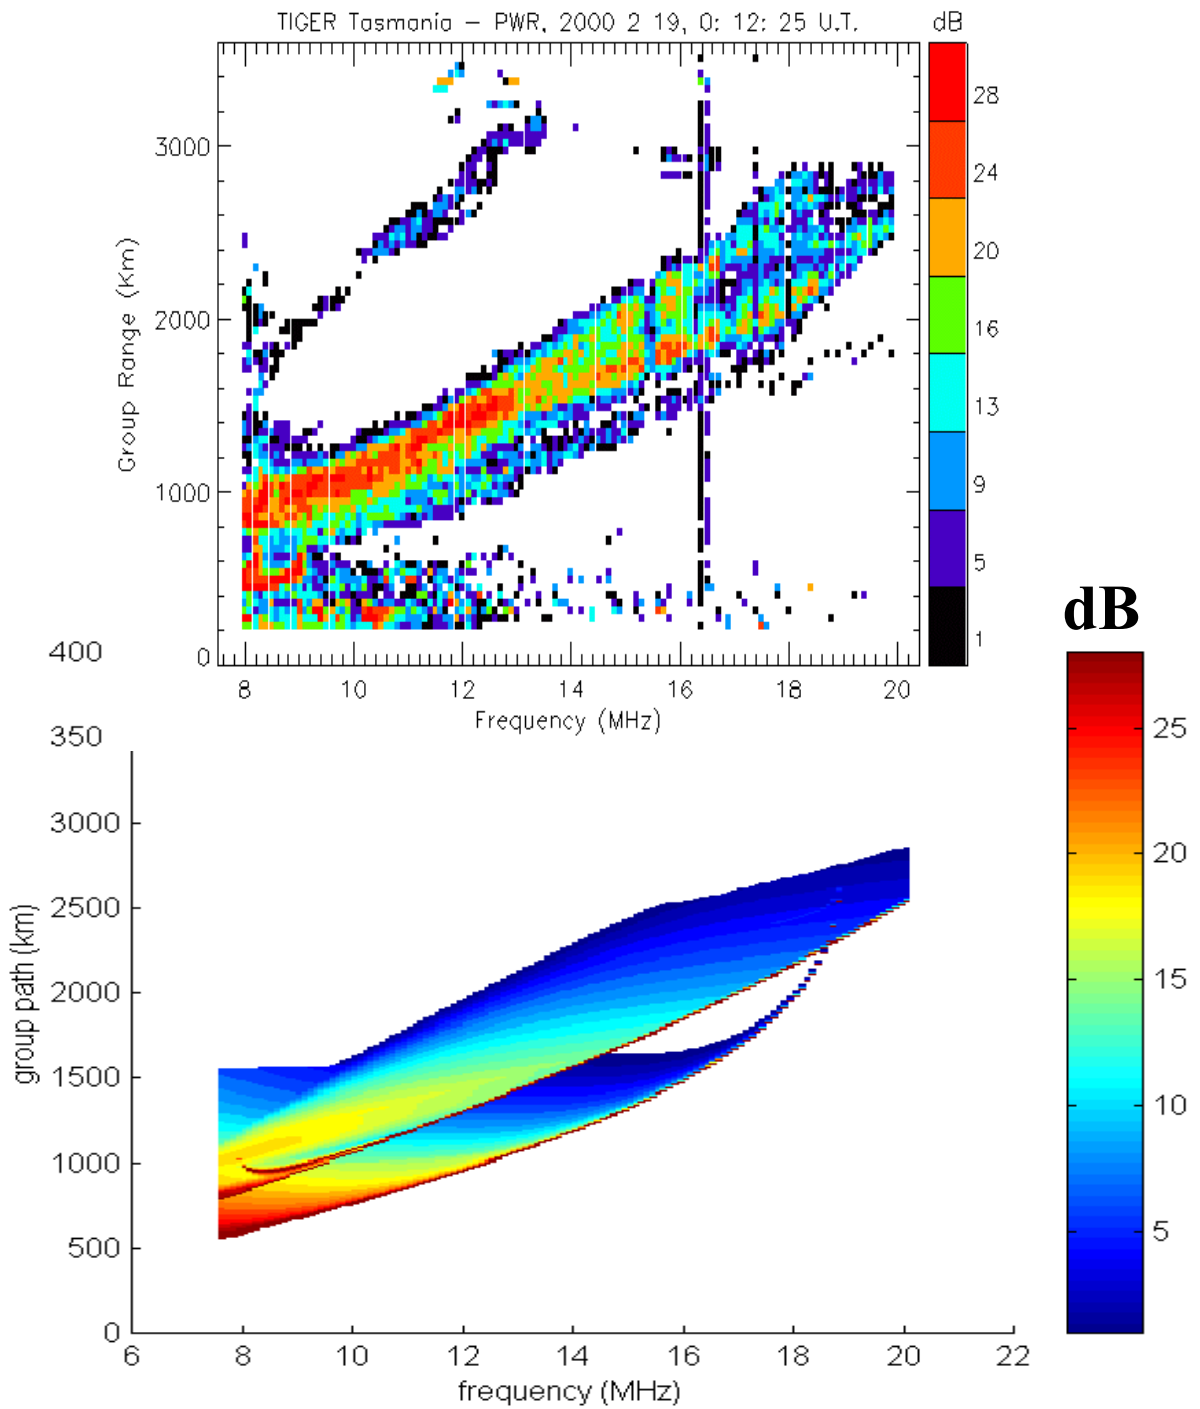 TIGER Tasmania – PWR, 2000 2 19, 0: 12: 25 U.T.
dB
28
24
20
16
13
9
5
1
3000
2000
1000
0
Group Range (km)
8 10 12 14 16 18 20
Frequency (MHz)
400
350
dB
25
20
15
10
5
3000
2500
2000
1500
1000
500
0
group path (km)
6 8 10 12 14 16 18 20 22
frequency (MHz)